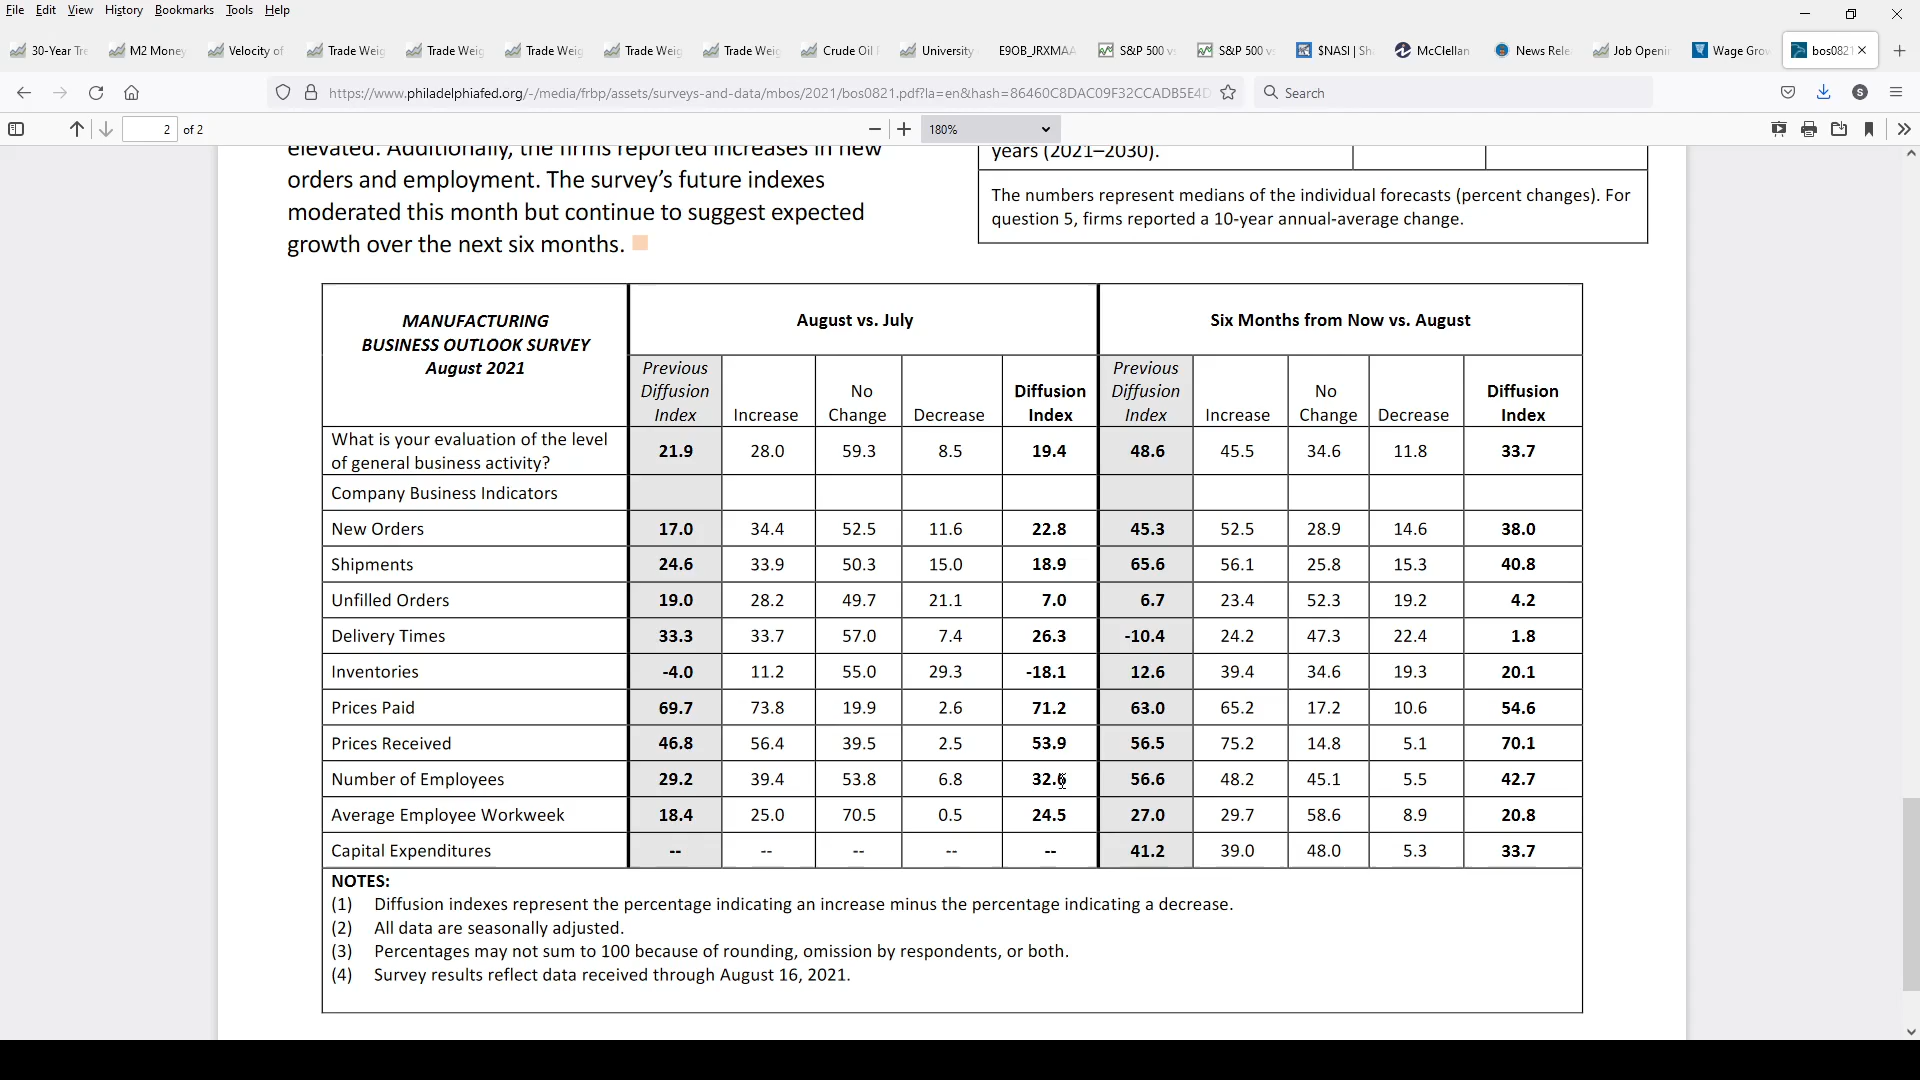 File Edit View History Bookmarks Tools Help
30-Year Tre M2 Money Velocity of Trade Weig Trade Weig Trade Weig Trade Weig Trade Weig Crude Oil University E9OB_JRXMAA S&P 500 v S&P 500 v $NASI | Sh McClellan News Rele Job Openin Wage Grov bos0821
https://www.philadelphiafed.org/-/media/frbp/assets/surveys-and-data/mbos/2021/bos0821.pdf?la=en&hash=86460C8DAC09F32CCADB5E4D Search S
2 of 2 180%
elevated. Additionally, the firms reported increases in new
orders and employment. The survey's future indexes
moderated this month but continue to suggest expected
growth over the next six months.
years (2021–2030).
The numbers represent medians of the individual forecasts (percent changes). For
question 5, firms reported a 10-year annual-average change.
MANUFACTURING
BUSINESS OUTLOOK SURVEY
August 2021
August vs. July Six Months from Now vs. August
Previous Diffusion Index Increase No Change Decrease Diffusion Index Previous Diffusion Index Increase No Change Decrease Diffusion Index
What is your evaluation of the level
of general business activity? 21.9 28.0 59.3 8.5 19.4 48.6 45.5 34.6 11.8 33.7
Company Business Indicators
New Orders 17.0 34.4 52.5 11.6 22.8 45.3 52.5 28.9 14.6 38.0
Shipments 24.6 33.9 50.3 15.0 18.9 65.6 56.1 25.8 15.3 40.8
Unfilled Orders 19.0 28.2 49.7 21.1 7.0 6.7 23.4 52.3 19.2 4.2
Delivery Times 33.3 33.7 57.0 7.4 26.3 -10.4 24.2 47.3 22.4 1.8
Inventories -4.0 11.2 55.0 29.3 -18.1 12.6 39.4 34.6 19.3 20.1
Prices Paid 69.7 73.8 19.9 2.6 71.2 63.0 65.2 17.2 10.6 54.6
Prices Received 46.8 56.4 39.5 2.5 53.9 56.5 75.2 14.8 5.1 70.1
Number of Employees 29.2 39.4 53.8 6.8 32.6 56.6 48.2 45.1 5.5 42.7
Average Employee Workweek 18.4 25.0 70.5 0.5 24.5 27.0 29.7 58.6 8.9 20.8
Capital Expenditures -- -- -- -- -- 41.2 39.0 48.0 5.3 33.7
NOTES:
(1) Diffusion indexes represent the percentage indicating an increase minus the percentage indicating a decrease.
(2) All data are seasonally adjusted.
(3) Percentages may not sum to 100 because of rounding, omission by respondents, or both.
(4) Survey results reflect data received through August 16, 2021.